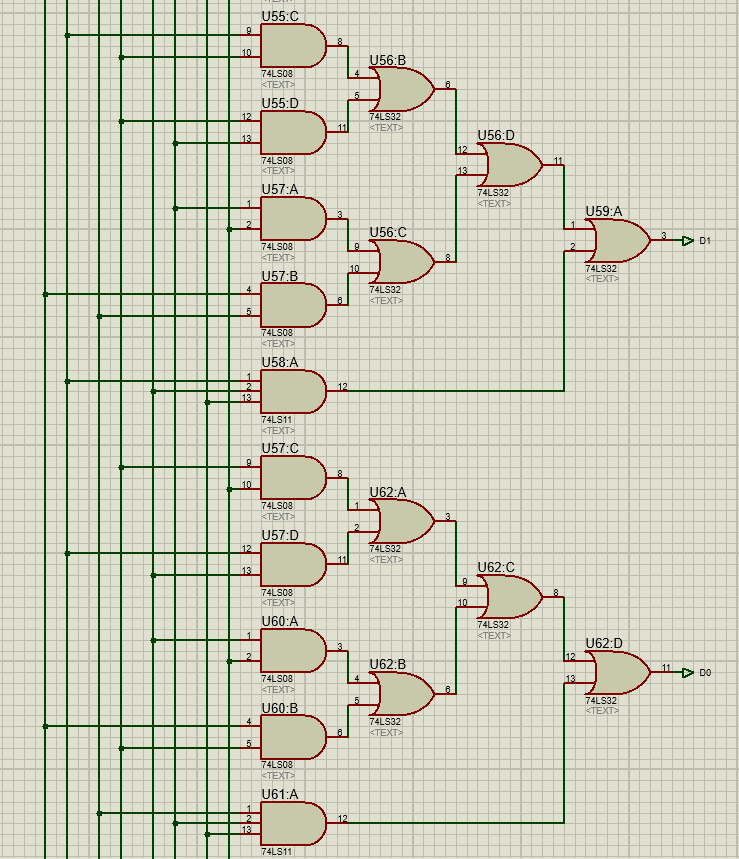 U55:C
9
8
10
74LS08
<TEXT>
U56:B
4
6
5
74LS32
<TEXT>
U55:D
12
11
13
74LS08
<TEXT>
U56:D
12
11
13
74LS32
<TEXT>
U57:A
1
3
2
74LS08
<TEXT>
U56:C
9
8
10
74LS32
<TEXT>
U59:A
1
3
2
74LS32
<TEXT>
D1
U57:B
4
6
5
74LS08
<TEXT>
U58:A
1
2
12
13
74LS11
<TEXT>
U57:C
9
8
10
74LS08
<TEXT>
U62:A
1
3
2
74LS32
<TEXT>
U57:D
12
11
13
74LS08
<TEXT>
U62:C
9
8
10
74LS32
<TEXT>
U60:A
1
3
2
74LS08
<TEXT>
U62:B
4
6
5
74LS32
<TEXT>
U62:D
12
11
13
74LS32
<TEXT>
D0
U60:B
4
6
5
74LS08
<TEXT>
U61:A
1
2
12
13
74LS11